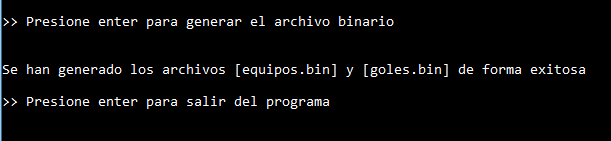 >> Presione enter para generar el archivo binario
Se han generado los archivos [equipos.bin] y [goles.bin] de forma exitosa
>> Presione enter para salir del programa